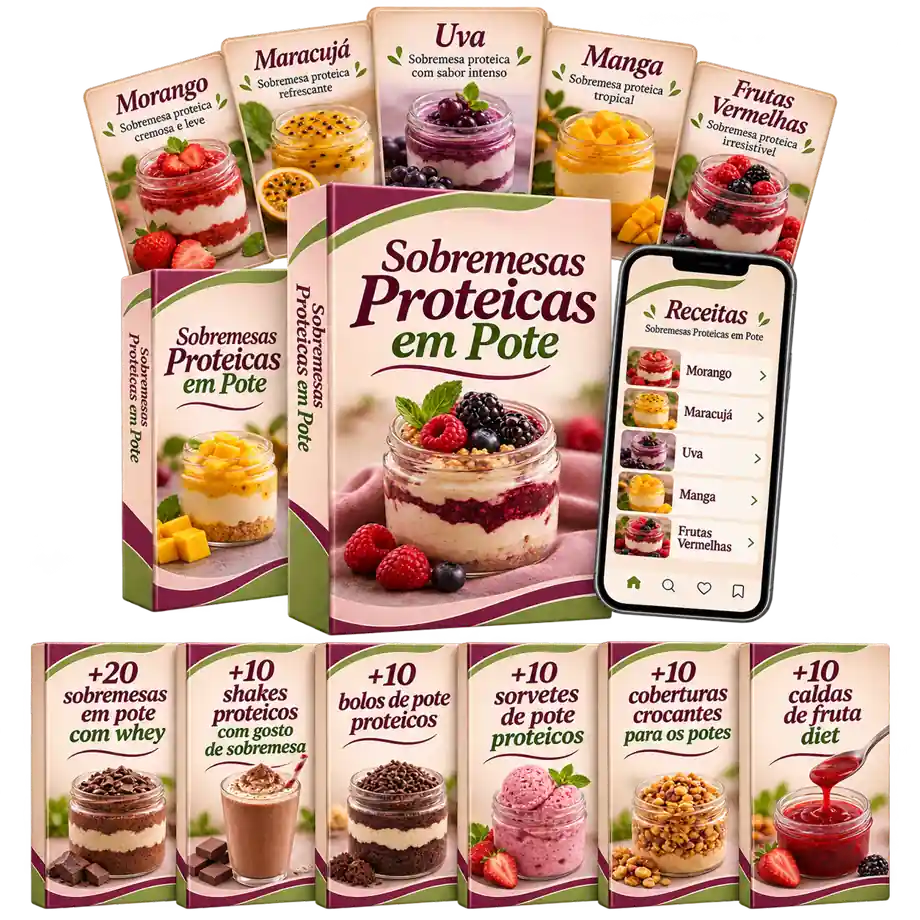 Morango
Sobremesa proteica
cremosa e leve
Maracujá
Sobremesa proteica
refrescante
Uva
Sobremesa proteica
com sabor intenso
Manga
Sobremesa proteica
tropical
Frutas
Vermelhas
Sobremesa proteica
irresistível
Sobremesas
Proteicas em Pote
Sobremesas
Proteicas
em Pote
Sobremesas
Proteicas em Pote
Sobremesas
Proteicas
em Pote
Receitas
Sobremesas Proteicas em Pote
Morango
Maracujá
Uva
Manga
Frutas
Vermelhas
+20
sobremesas
em pote
com whey
+10
shakes
proteicos
com gosto
de sobremesa
+10
bolos de pote
proteicos
+10
sorvetes
de pote
proteicos
+10
coberturas
crocantes
para os potes
+10
caldas
de fruta
diet